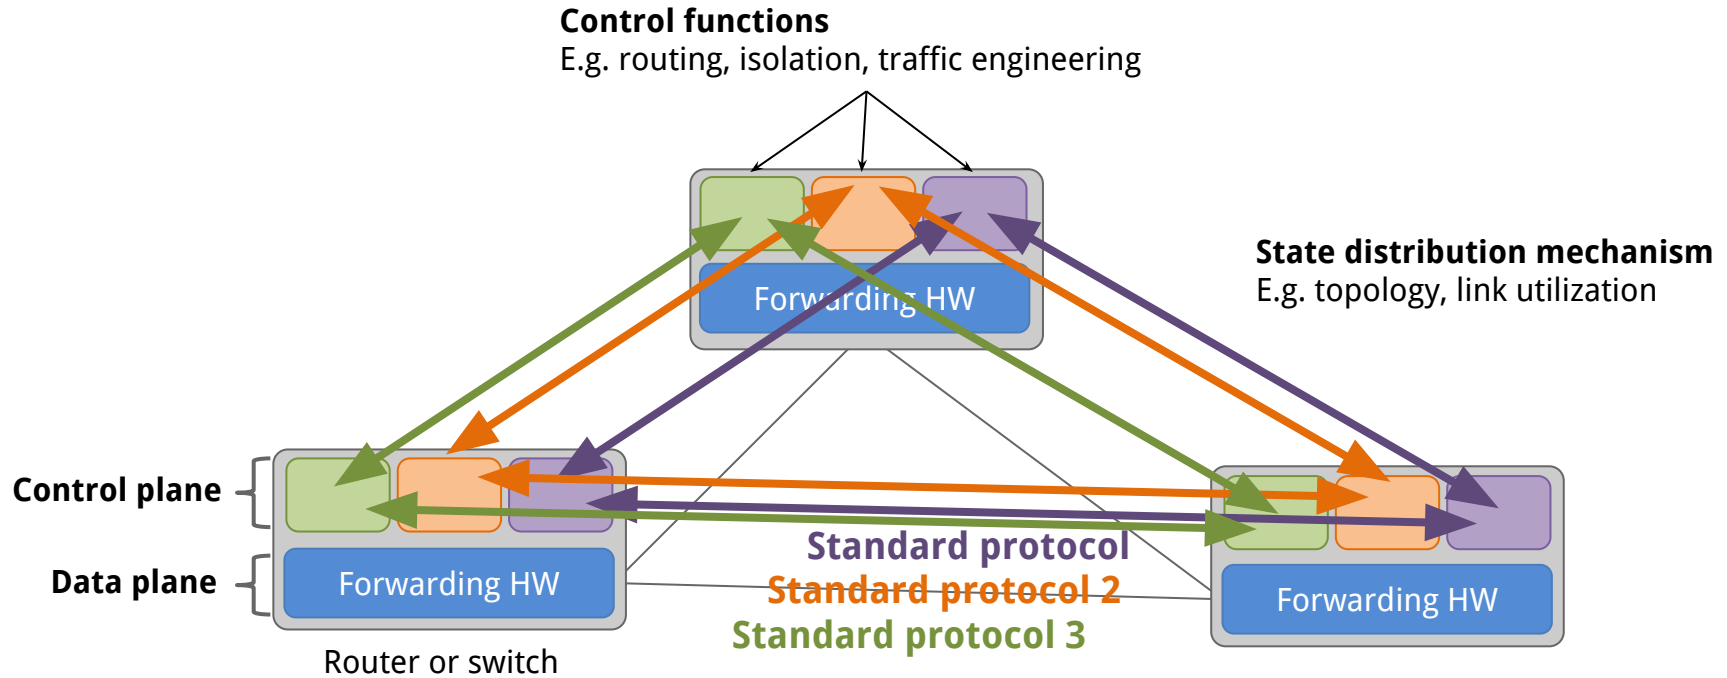 Control functions
E.g. routing, isolation, traffic engineering
State distribution mechanism
E.g. topology, link utilization
Forwarding HW
Control plane
Data plane
Forwarding HW
Router or switch
Standard protocol
Standard protocol 2
Standard protocol 3
Forwarding HW